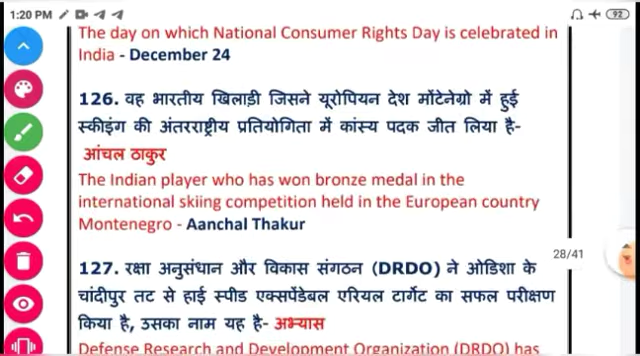 1:20 PM
92
The day on which National Consumer Rights Day is celebrated in
India - December 24
126. वह भारतीय खिलाड़ी जिसने यूरोपियन देश मोंटेनेग्रो में हुई
स्कीइंग की अंतरराष्ट्रीय प्रतियोगिता में कांस्य पदक जीत लिया है-
आंचल ठाकुर
The Indian player who has won bronze medal in the
international skiing competition held in the European country
Montenegro - Aanchal Thakur
28/41
127. रक्षा अनुसंधान और विकास संगठन (DRDO) ने ओडिशा के
चांदीपुर तट से हाई स्पीड एक्सपेंडेबल एरियल टार्गेट का सफल परीक्षण
किया है, उसका नाम यह है- अभ्यास
Defense Research and Development Organization (DRDO) has